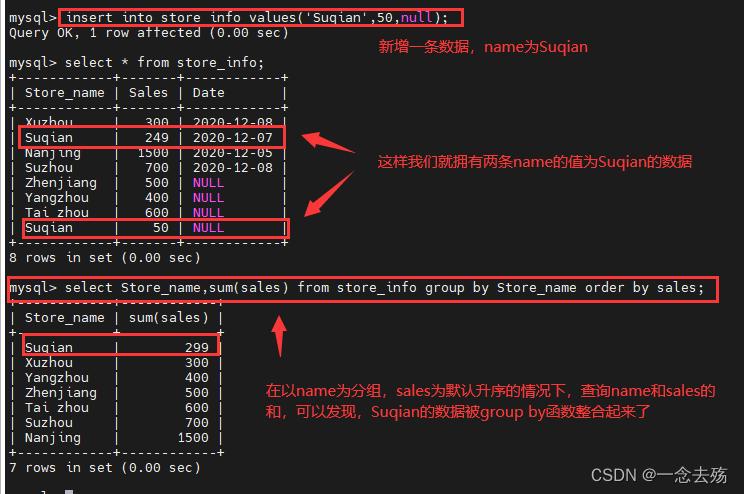 mysql> insert into store_info values('Suqian',50,null);
Query OK, 1 row affected (0.00 sec)
新增一条数据，name为Suqian
mysql> select * from store_info;
+------------+-------+------------+
| Store_name | Sales | Date       |
+------------+-------+------------+
| Xuzhou     |   300 | 2020-12-08 |
| Suqian     |   249 | 2020-12-07 |
| Nanjing    |  1500 | 2020-12-05 |
| Suzhou     |   700 | 2020-12-08 |
| Zhenjiang  |   500 | NULL       |
| Yangzhou   |   400 | NULL       |
| Tai zhou   |   600 | NULL       |
| Suqian     |    50 | NULL       |
+------------+-------+------------+
这样我们就拥有两条name的值为Suqian的数据
8 rows in set (0.00 sec)
mysql> select Store_name,sum(sales) from store_info group by Store_name order by sales;
+------------+------------+
| Store_name | sum(sales) |
+------------+------------+
| Suqian     |        299 |
| Xuzhou     |        300 |
| Yangzhou   |        400 |
| Zhenjiang  |        500 |
| Tai zhou   |        600 |
| Suzhou     |        700 |
| Nanjing    |       1500 |
+------------+------------+
在以name为分组，sales为默认升序的情况下，查询name和sales的
和，可以发现，Suqian的数据被group by函数整合起来了
7 rows in set (0.00 sec)
CSDN @一念去殇